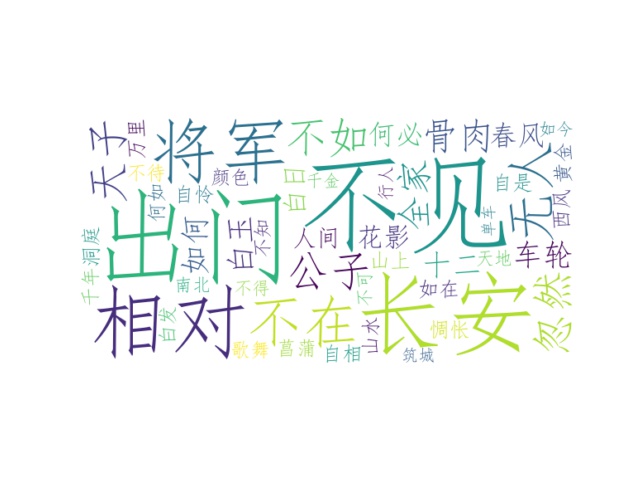 天子
万里
将军
不如
何必
骨肉
春风
如今
不待
颜色
自怜
何如
白日
千金
行人
全家
自是
无人
西风
黄金
出门
不见
单车
洞庭
千年
如何
白玉
不知
人间
花影
公子
山上
十二
天地
车轮
南北
不得
不可
如在
相对
白发
不在
长安
忽然
惆怅
歌舞
菖蒲
自相
山水
筑城